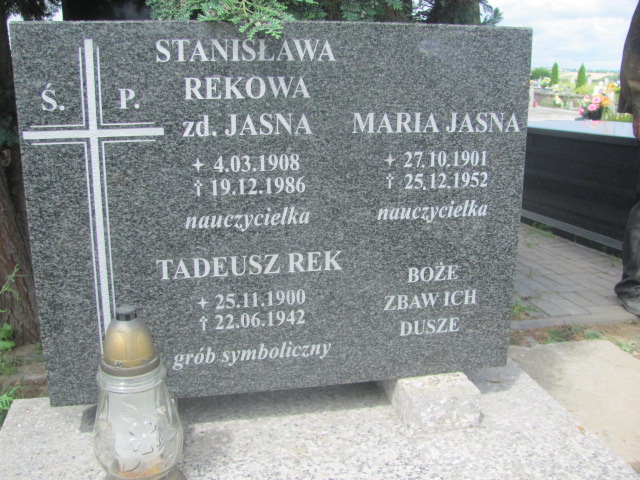 Ś. P.
STANISŁAWA
REKOWA
zd. JASNA
✦ 4.03.1908
† 19.12.1986
nauczycielka
MARIA JASNA
✦ 27.10.1901
† 25.12.1952
nauczycielka
TADEUSZ REK
✦ 25.11.1900
† 22.06.1942
grób symboliczny
BOŻE
ZBAW ICH
DUSZE